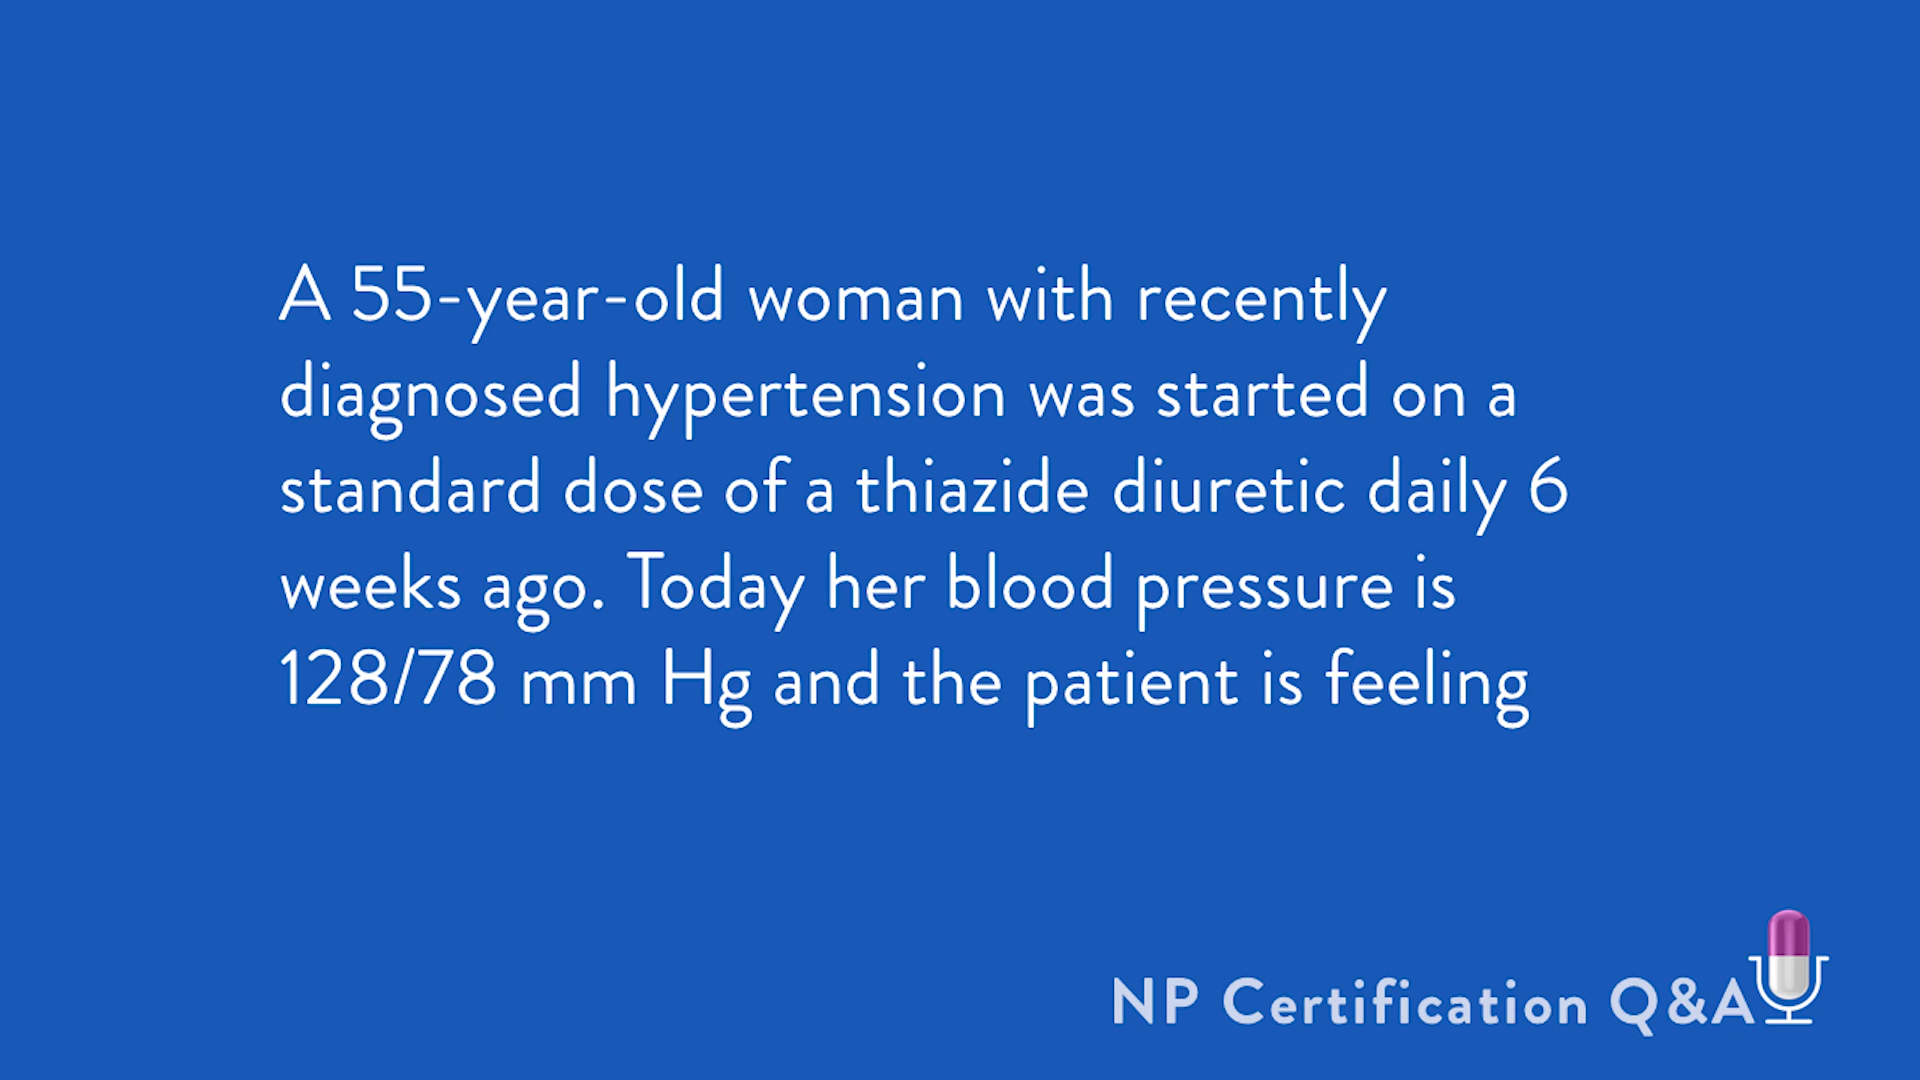 A 55-year-old woman with recently
diagnosed hypertension was started on a
standard dose of a thiazide diuretic daily 6
weeks ago. Today her blood pressure is
128/78 mm Hg and the patient is feeling
NP Certification Q&A